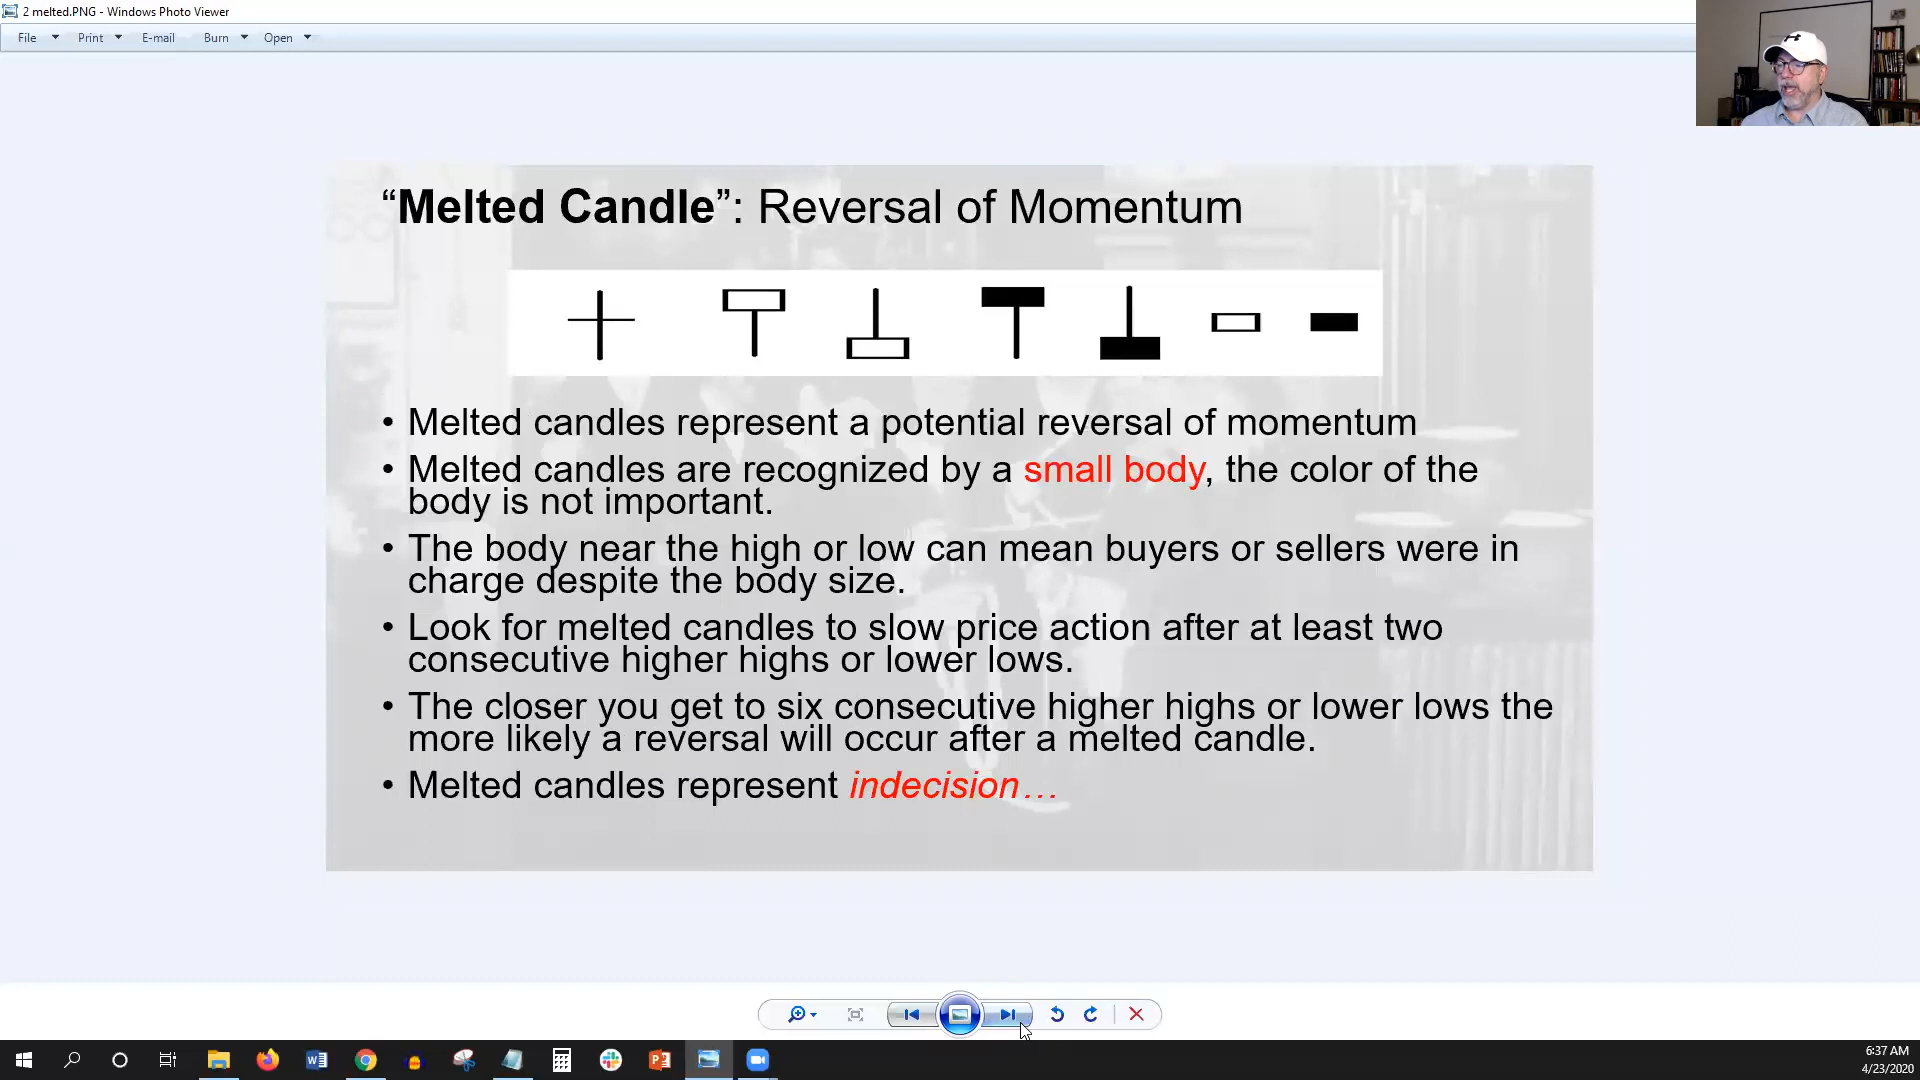 2 melted.PNG - Windows Photo Viewer
File Print E-mail Burn Open
“Melted Candle”: Reversal of Momentum
• Melted candles represent a potential reversal of momentum
• Melted candles are recognized by a small body, the color of the
body is not important.
• The body near the high or low can mean buyers or sellers were in
charge despite the body size.
• Look for melted candles to slow price action after at least two
consecutive higher highs or lower lows.
• The closer you get to six consecutive higher highs or lower lows the
more likely a reversal will occur after a melted candle.
• Melted candles represent indecision…
6:37 AM
4/23/2020